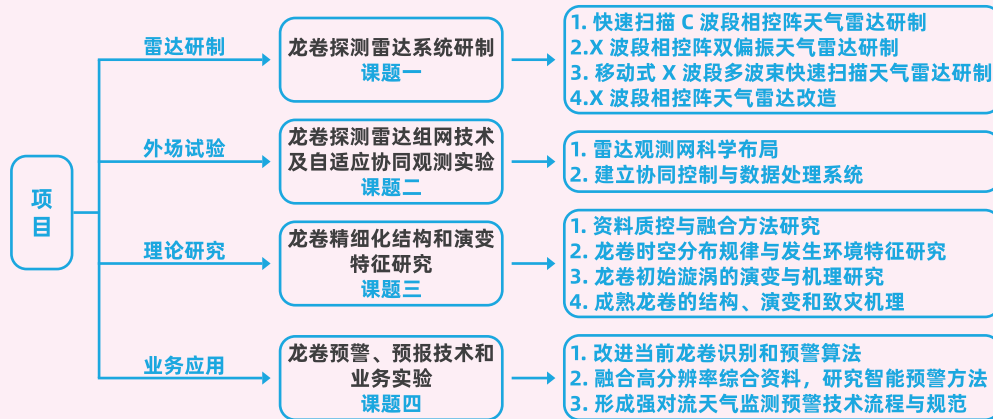 项
目
雷达研制
龙卷探测雷达系统研制
课题一
1. 快速扫描 C 波段相控阵天气雷达研制
2.X 波段相控阵双偏振天气雷达研制
3. 移动式 X 波段多波束快速扫描天气雷达研制
4.X 波段相控阵天气雷达改造
外场试验
龙卷探测雷达组网技术
及自适应协同观测实验
课题二
1. 雷达观测网科学布局
2. 建立协同控制与数据处理系统
理论研究
龙卷精细化结构和演变
特征研究
课题三
1. 资料质控与融合方法研究
2. 龙卷时空分布规律与发生环境特征研究
3. 龙卷初始漩涡的演变与机理研究
4. 成熟龙卷的结构、演变和致灾机理
业务应用
龙卷预警、预报技术和
业务实验
课题四
1. 改进当前龙卷识别和预警算法
2. 融合高分辨率综合资料，研究智能预警方法
3. 形成强对流天气监测预警技术流程与规范